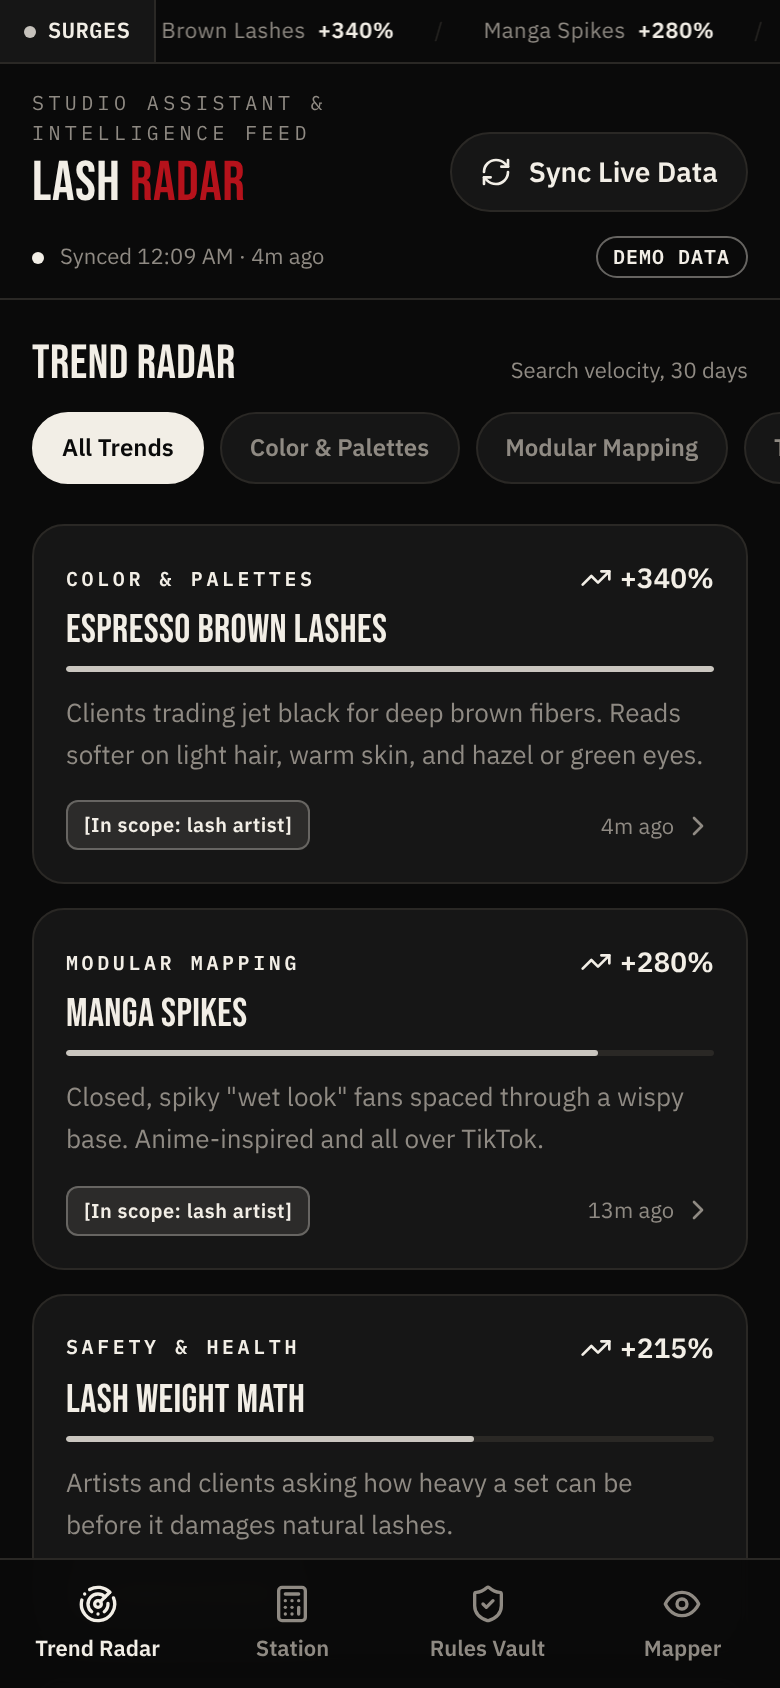 SURGES
Brown Lashes +340% / Manga Spikes +280% /
STUDIO ASSISTANT &
INTELLIGENCE FEED
LASH RADAR
Sync Live Data
Synced 12:09 AM · 4m ago
DEMO DATA
TREND RADAR
Search velocity, 30 days
All Trends
Color & Palettes
Modular Mapping
COLOR & PALETTES
+340%
ESPRESSO BROWN LASHES
Clients trading jet black for deep brown fibers. Reads
softer on light hair, warm skin, and hazel or green eyes.
[In scope: lash artist]
4m ago
MODULAR MAPPING
+280%
MANGA SPIKES
Closed, spiky "wet look" fans spaced through a wispy
base. Anime-inspired and all over TikTok.
[In scope: lash artist]
13m ago
SAFETY & HEALTH
+215%
LASH WEIGHT MATH
Artists and clients asking how heavy a set can be
before it damages natural lashes.
Trend Radar
Station
Rules Vault
Mapper